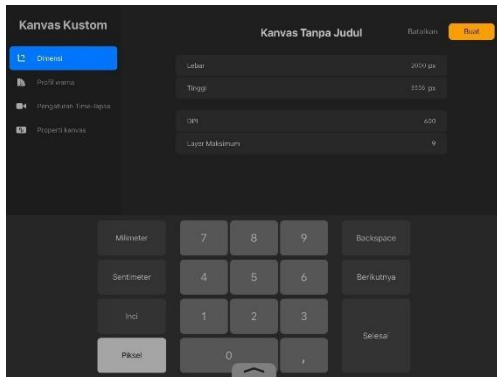 Kanvas Kustom
Kanvas Tanpa Judul
Batalkan
Buat
Dimensi
Profil warna
Pengaturan Time-lapse
Properti kanvas
Lebar
2000 px
Tinggi
px
DPI
600
Layer Maksimum
9
Milimeter
7
8
9
Backspace
Sentimeter
4
5
6
Berikutnya
Inci
1
2
3
Piksel
0
,
Selesai